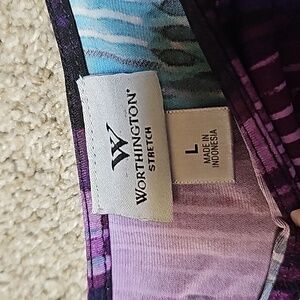 W
WORTHINGTON®
STRETCH
L
MADE IN
INDONESIA